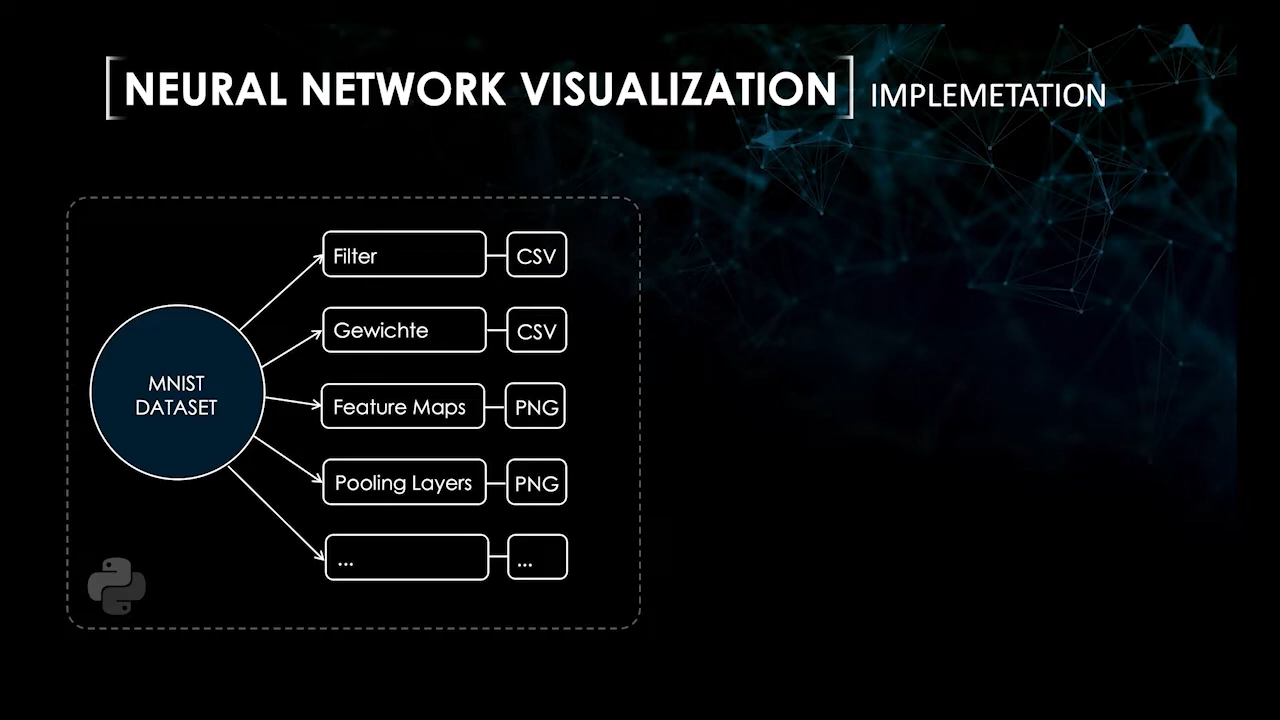 NEURAL NETWORK VISUALIZATION IMPLEMETATION
MNIST
DATASET
Filter CSV
Gewichte CSV
Feature Maps PNG
Pooling Layers PNG
... ...